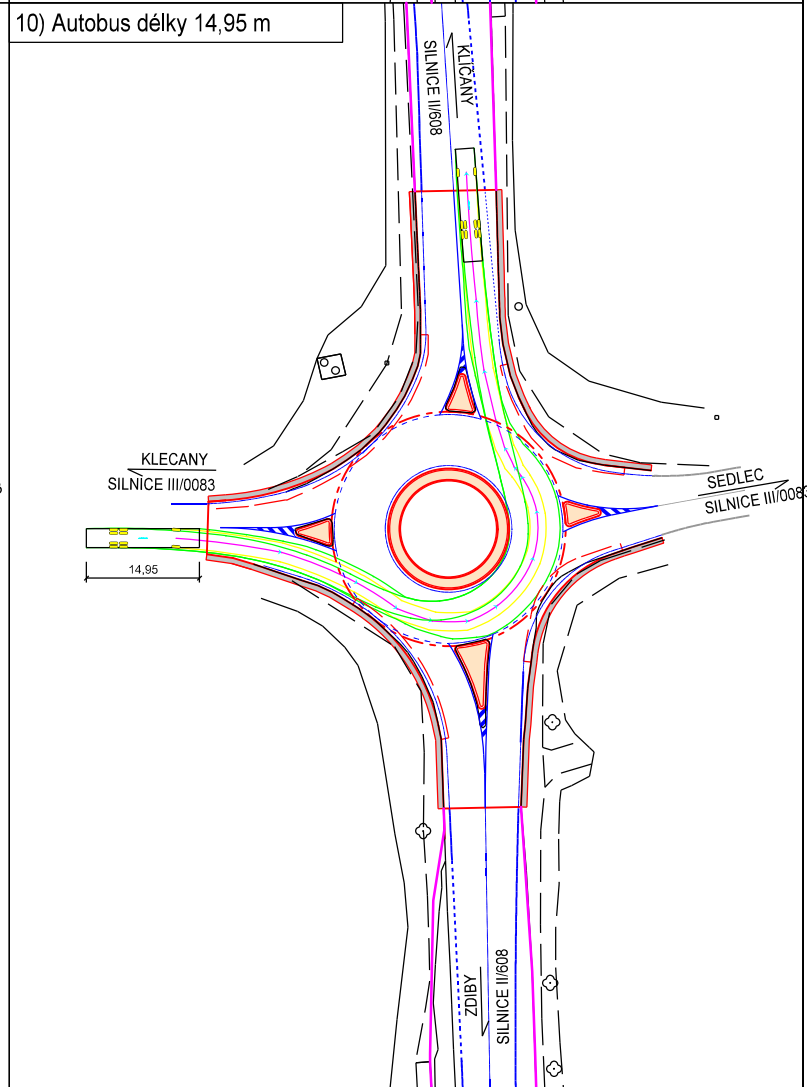 10) Autobus délky 14,95 m
SILNICE II/608
KLÍČANY
KLECANY
SILNICE III/0083
SEDLEC
SILNICE III/0083
14,95
ZDIBY
SILNICE II/608